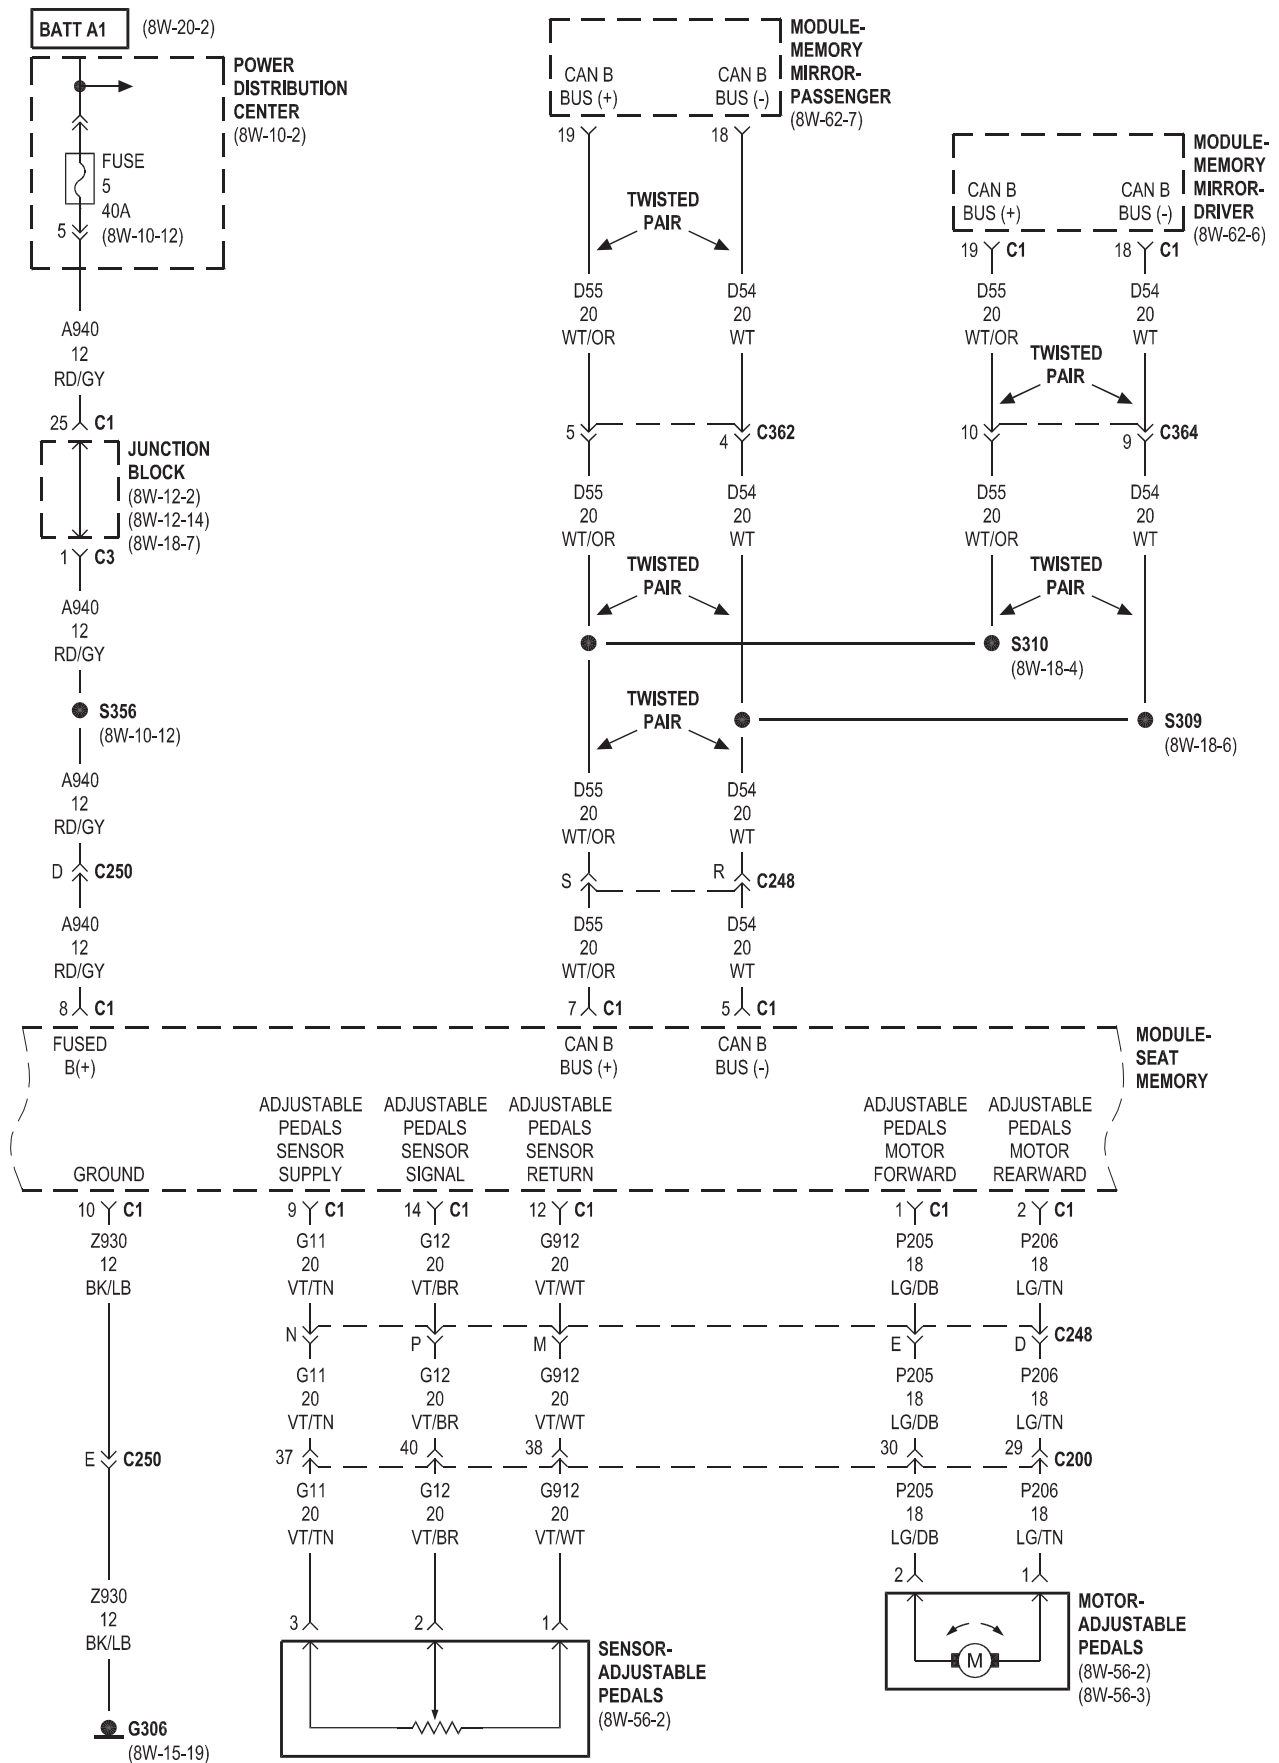 BATT A1
(8W-20-2)
POWER
DISTRIBUTION
CENTER
(8W-10-2)
FUSE
5
40A
(8W-10-12)
5
A940
12
RD/GY
25 C1
JUNCTION
BLOCK
(8W-12-2)
(8W-12-14)
(8W-18-7)
1 C3
A940
12
RD/GY
S356
(8W-10-12)
A940
12
RD/GY
D C250
A940
12
RD/GY
8 C1
MODULE-
MEMORY
MIRROR-
PASSENGER
(8W-62-7)
CAN B
BUS (+)
CAN B
BUS (-)
19
18
TWISTED
PAIR
D55
20
WT/OR
D54
20
WT
5
4
C362
D55
20
WT/OR
D54
20
WT
TWISTED
PAIR
MODULE-
MEMORY
MIRROR-
DRIVER
(8W-62-6)
CAN B
BUS (+)
CAN B
BUS (-)
19 C1
18 C1
D55
20
WT/OR
D54
20
WT
TWISTED
PAIR
10
9
C364
D55
20
WT/OR
D54
20
WT
TWISTED
PAIR
S310
(8W-18-4)
TWISTED
PAIR
S309
(8W-18-6)
D55
20
WT/OR
D54
20
WT
S
R
C248
D55
20
WT/OR
D54
20
WT
7 C1
5 C1
FUSED
B(+)
CAN B
BUS (+)
CAN B
BUS (-)
MODULE-
SEAT
MEMORY
GROUND
ADJUSTABLE
PEDALS
SENSOR
SUPPLY
ADJUSTABLE
PEDALS
SENSOR
SIGNAL
ADJUSTABLE
PEDALS
SENSOR
RETURN
ADJUSTABLE
PEDALS
MOTOR
FORWARD
ADJUSTABLE
PEDALS
MOTOR
REARWARD
10 C1
9 C1
14 C1
12 C1
1 C1
2 C1
Z930
12
BK/LB
G11
20
VT/TN
G12
20
VT/BR
G912
20
VT/WT
P205
18
LG/DB
P206
18
LG/TN
N
P
M
E
D
C248
G11
20
VT/TN
G12
20
VT/BR
G912
20
VT/WT
P205
18
LG/DB
P206
18
LG/TN
E C250
37
40
38
30
29
C200
G11
20
VT/TN
G12
20
VT/BR
G912
20
VT/WT
P205
18
LG/DB
P206
18
LG/TN
Z930
12
BK/LB
3
2
1
2
1
SENSOR-
ADJUSTABLE
PEDALS
(8W-56-2)
M
MOTOR-
ADJUSTABLE
PEDALS
(8W-56-2)
(8W-56-3)
G306
(8W-15-19)